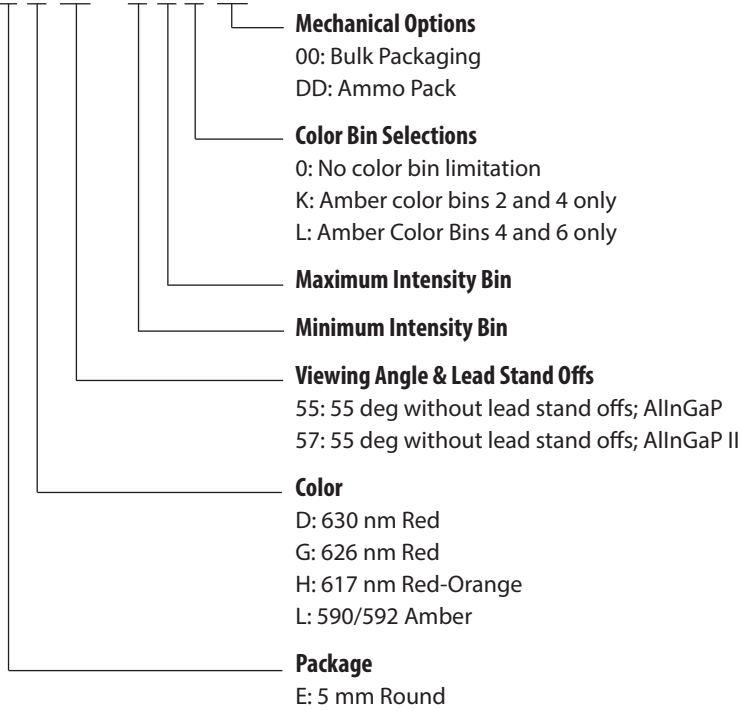 Mechanical Options
00: Bulk Packaging
DD: Ammo Pack
Color Bin Selections
0: No color bin limitation
K: Amber color bins 2 and 4 only
L: Amber Color Bins 4 and 6 only
Maximum Intensity Bin
Minimum Intensity Bin
Viewing Angle & Lead Stand Offs
55: 55 deg without lead stand offs; AlInGaP
57: 55 deg without lead stand offs; AlInGaP II
Color
D: 630 nm Red
G: 626 nm Red
H: 617 nm Red-Orange
L: 590/592 Amber
Package
E: 5 mm Round